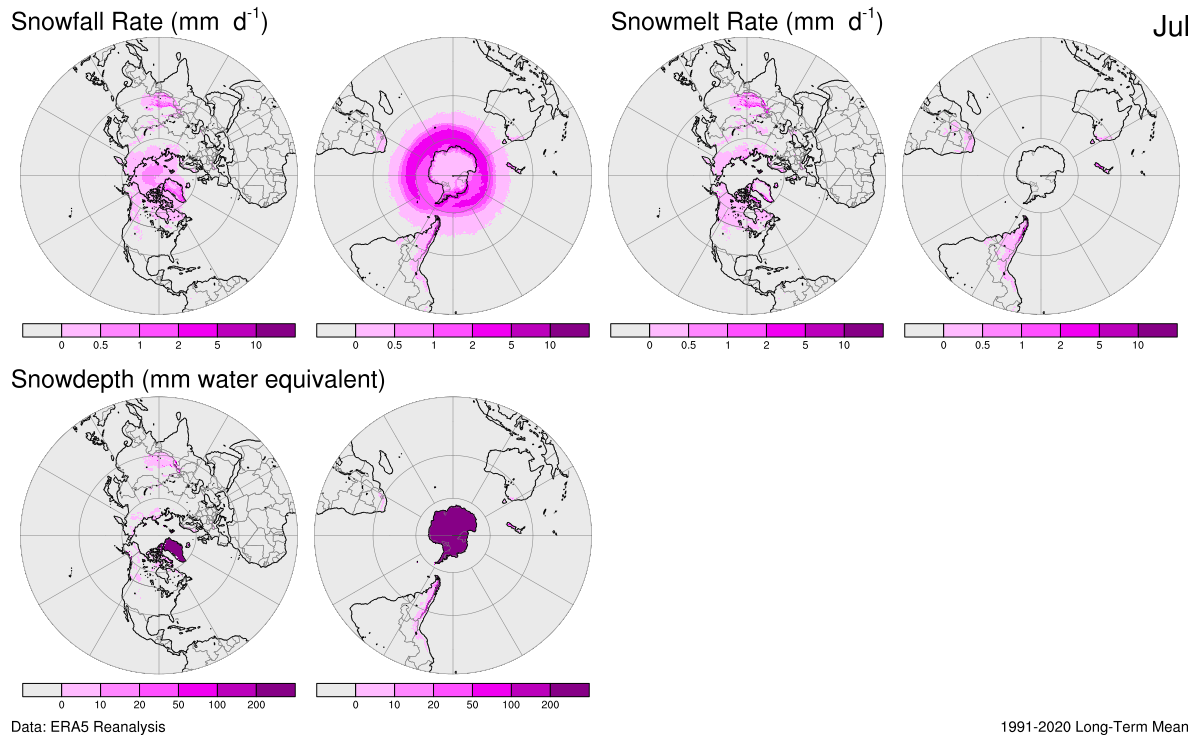 Snowfall Rate (mm d⁻¹)
Snowmelt Rate (mm d⁻¹)
Jul
0 0.5 1 2 5 10
0 0.5 1 2 5 10
0 0.5 1 2 5 10
0 0.5 1 2 5 10
Snowdepth (mm water equivalent)
0 10 20 50 100 200
0 10 20 50 100 200
Data: ERA5 Reanalysis
1991-2020 Long-Term Mean